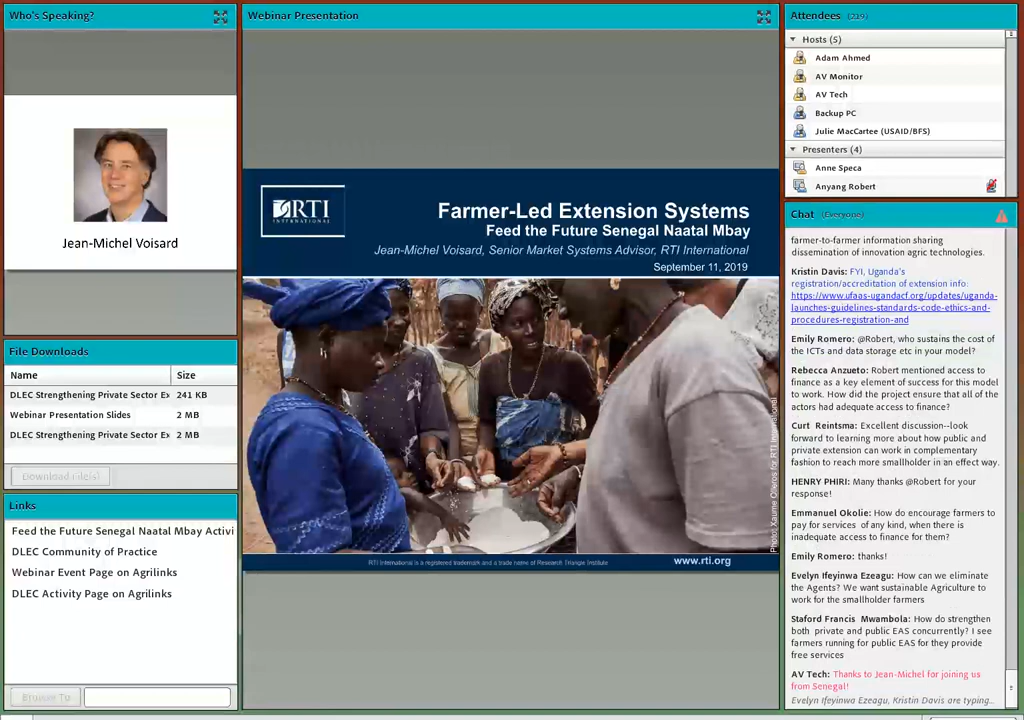 Who's Speaking?
Jean-Michel Voisard
File Downloads
Name Size
DLEC Strengthening Private Sector Ex 241 KB
Webinar Presentation Slides 2 MB
DLEC Strengthening Private Sector Ex 2 MB
Download File(s)
Links
Feed the Future Senegal Naatal Mbay Activi
DLEC Community of Practice
Webinar Event Page on Agrilinks
DLEC Activity Page on Agrilinks
Browse To
Webinar Presentation
RTI
INTERNATIONAL
Farmer-Led Extension Systems
Feed the Future Senegal Naatal Mbay
Jean-Michel Voisard, Senior Market Systems Advisor, RTI International
September 11, 2019
Photo: Xaume Olleros for RTI International
RTI International is a registered trademark and a trade name of Research Triangle Institute
www.rti.org
Attendees (219)
Hosts (5)
Adam Ahmed
AV Monitor
AV Tech
Backup PC
Julie MacCartee (USAID/BFS)
Presenters (4)
Anne Speca
Anyang Robert
Chat (Everyone)
farmer-to-farmer information sharing
dissemination of innovation agric technologies.
Kristin Davis: FYI, Uganda's
registration/accreditation of extension info:
https://www.ufaas-ugandacf.org/updates/uganda-
launches-guidelines-standards-code-ethics-and-
procedures-registration-and
Emily Romero: @Robert, who sustains the cost of
the ICTs and data storage etc in your model?
Rebecca Anzueto: Robert mentioned access to
finance as a key element of success for this model
to work. How did the project ensure that all of the
actors had adequate access to finance?
Curt Reintsma: Excellent discussion--look
forward to learning more about how public and
private extension can work in complementary
fashion to reach more smallholder in an effect way.
HENRY PHIRI: Many thanks @Robert for your
response!
Emmanuel Okolie: How do encourage farmers to
pay for services of any kind, when there is
inadequate access to finance for them?
Emily Romero: thanks!
Evelyn Ifeyinwa Ezeagu: How can we eliminate
the Agents? We want sustainable Agriculture to
work for the smallholder farmers
Staford Francis Mwambola: How do strengthen
both private and public EAS concurrently? I see
farmers running for public EAS for they provide
free services
AV Tech: Thanks to Jean-Michel for joining us
from Senegal!
Evelyn Ifeyinwa Ezeagu, Kristin Davis are typing...